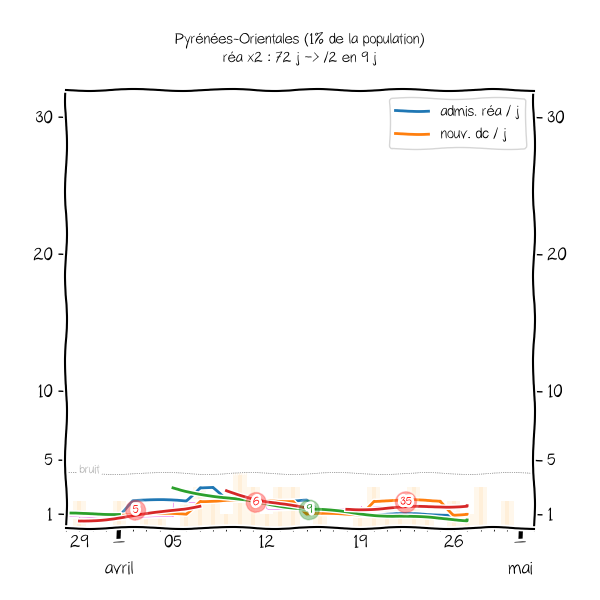 Pyrénées-Orientales (1% de la population)
réa x2 : 72 j -> /2 en 9 j
admis. réa / j
nouv. dc / j
30
30
20
20
10
10
5
5
bruit
1
1
5
6
9
35
29
05
12
19
26
avril
mai